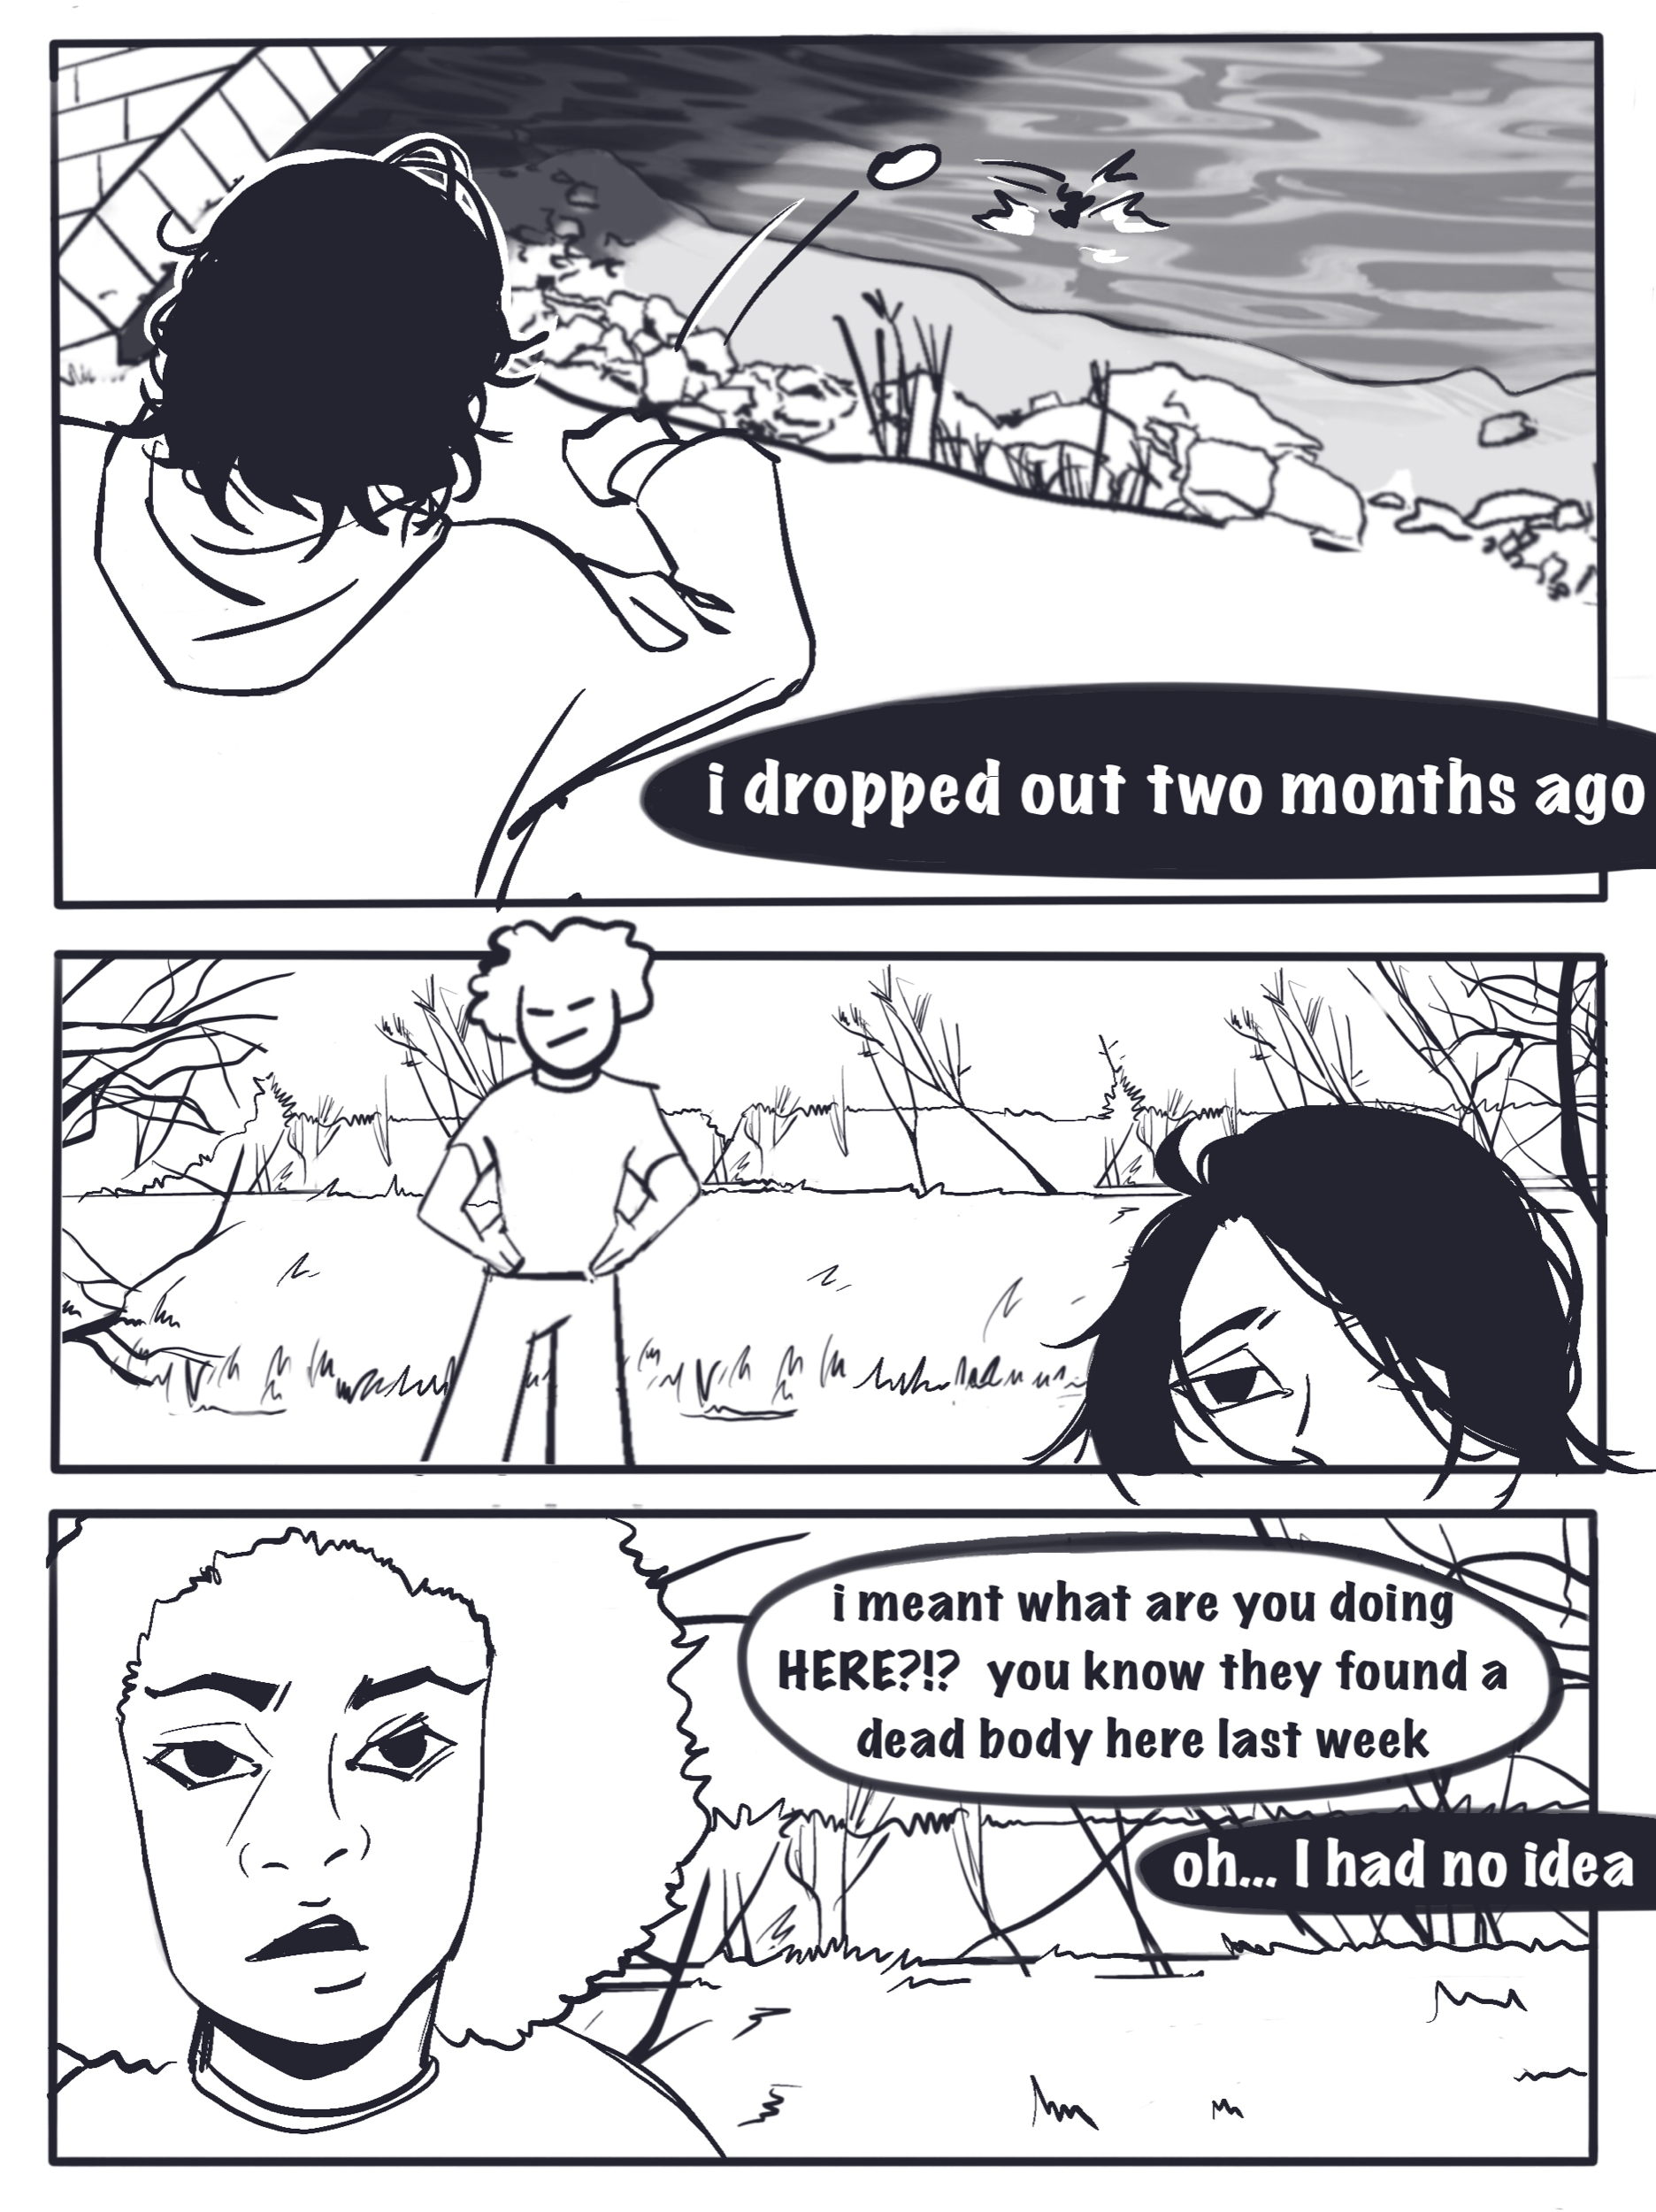 i dropped out two months ago
i meant what are you doing
HERE?!? you know they found a
dead body here last week
oh... I had no idea